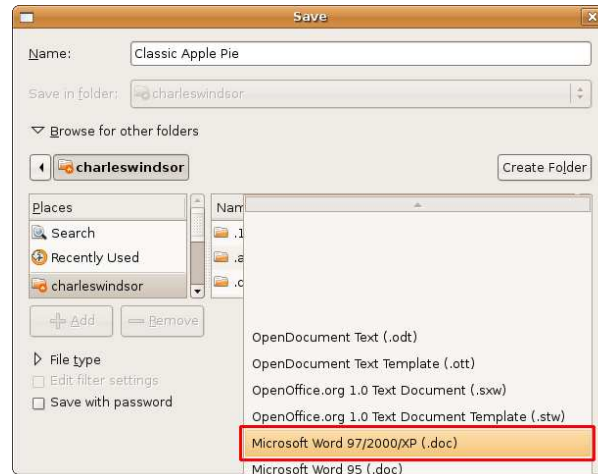 Save
Name: Classic Apple Pie
Save in folder: charleswindsor
Browse for other folders
charleswindsor Create Folder
Places
Search
Recently Used
charleswindsor
Nam
.1
.a
Add Remove
File type
Edit filter settings
Save with password
OpenDocument Text (.odt)
OpenDocument Text Template (.ott)
OpenOffice.org 1.0 Text Document (.sxw)
OpenOffice.org 1.0 Text Document Template (.stw)
Microsoft Word 97/2000/XP (.doc)
Microsoft Word 95 (.doc)